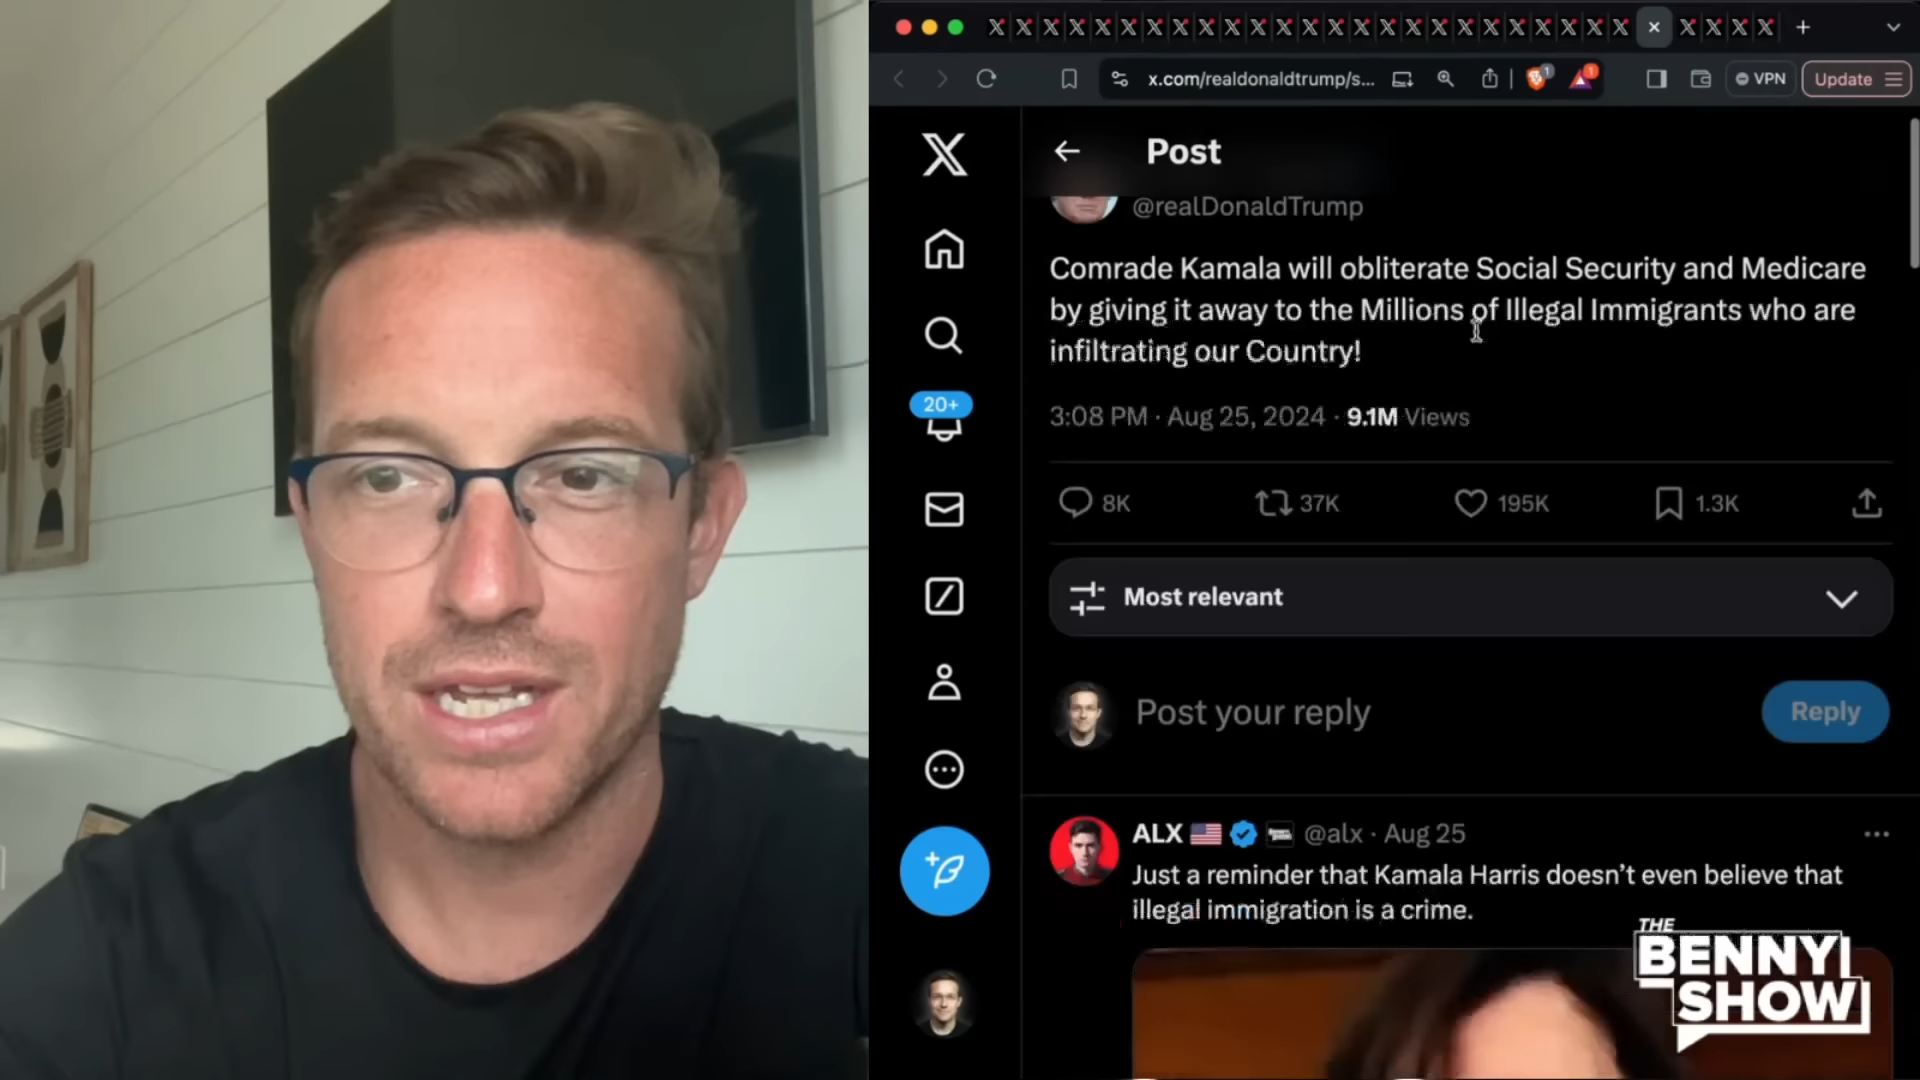 x.com/realdonaldtrump/s...
1
1
VPN
Update
Post
@realDonaldTrump
Comrade Kamala will obliterate Social Security and Medicare
by giving it away to the Millions of Illegal Immigrants who are
infiltrating our Country!
3:08 PM · Aug 25, 2024 · 9.1M Views
20+
8K
37K
195K
1.3K
Most relevant
Post your reply
Reply
ALX 🇺🇸 @alx · Aug 25
Just a reminder that Kamala Harris doesn’t even believe that
illegal immigration is a crime.
THE
BENNY
SHOW